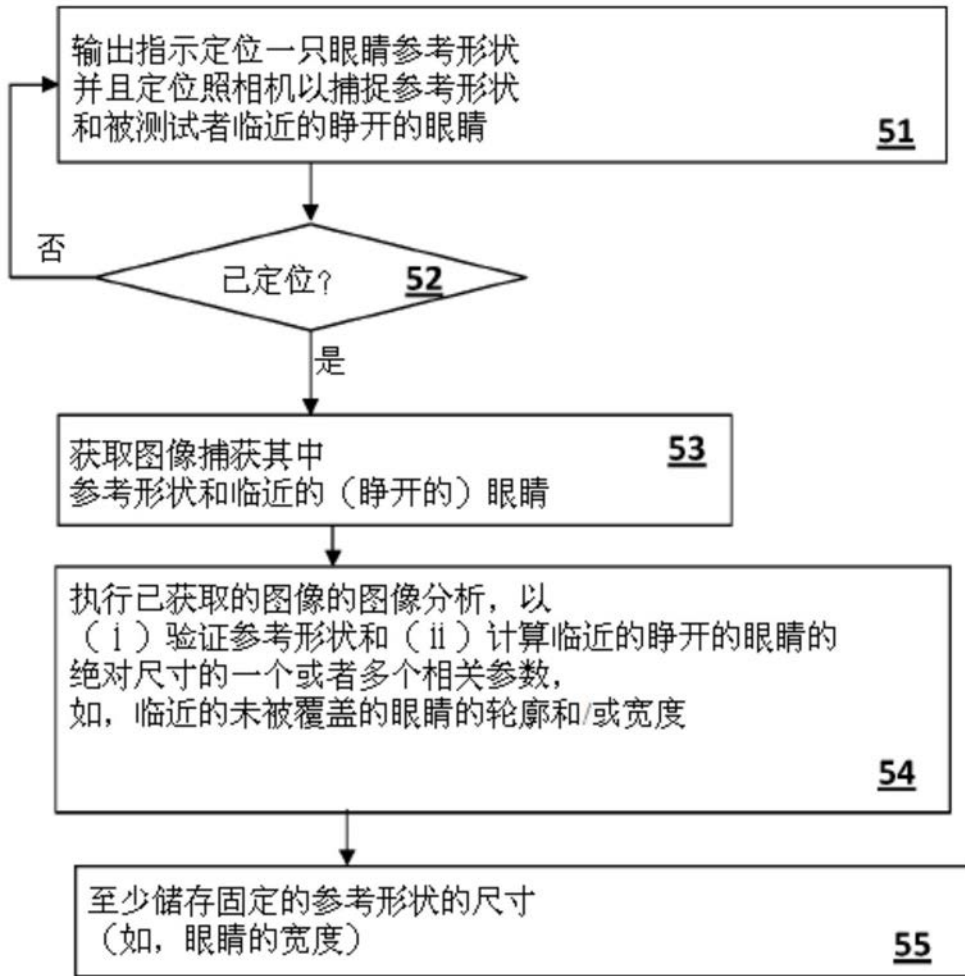 输出指示定位一只眼睛参考形状
并且定位照相机以捕捉参考形状
和被测试者临近的睁开的眼睛
51
否
已定位？
52
是
获取图像捕获其中
53
参考形状和临近的（睁开的）眼睛
执行已获取的图像的图像分析，以
（ⅰ）验证参考形状和（ⅱ）计算临近的睁开的眼睛的
绝对尺寸的一个或者多个相关参数，
如，临近的未被覆盖的眼睛的轮廓和/或宽度
54
至少储存固定的参考形状的尺寸
（如，眼睛的宽度）
55